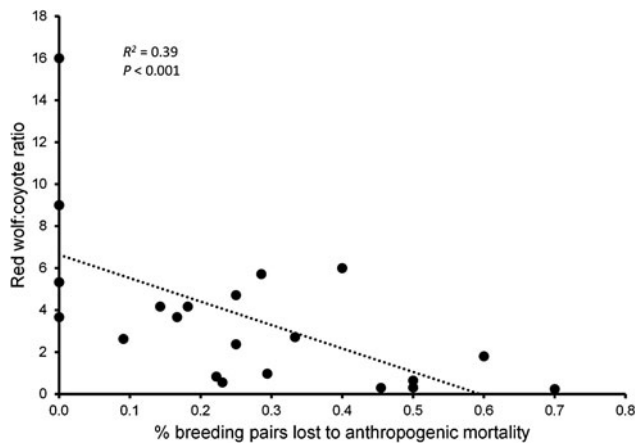 18
16
14
12
10
8
6
4
2
0
R² = 0.39
P < 0.001
Red wolf:coyote ratio
0.0 0.1 0.2 0.3 0.4 0.5 0.6 0.7 0.8
% breeding pairs lost to anthropogenic mortality